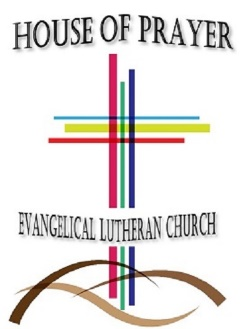 HOUSE OF PRAYER
EVANGELICAL LUTHERAN CHURCH